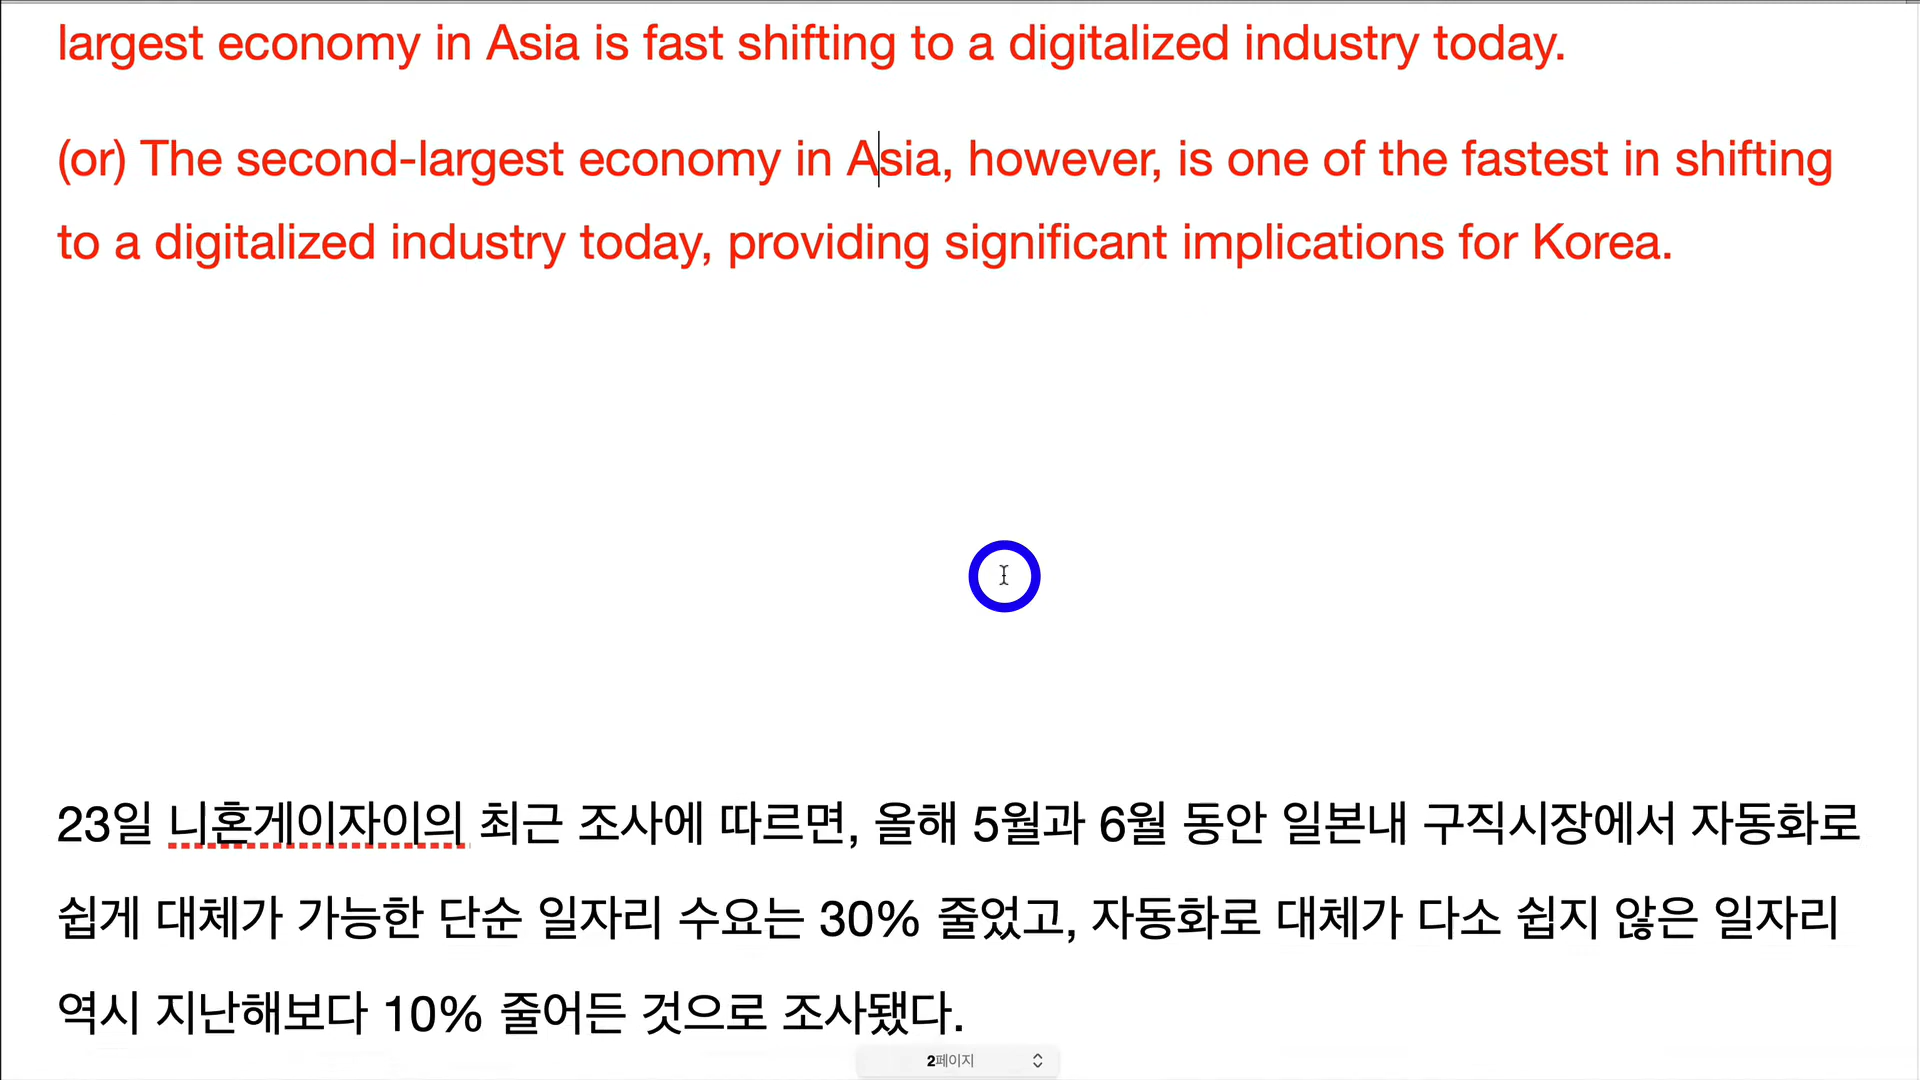 largest economy in Asia is fast shifting to a digitalized industry today.
(or) The second-largest economy in Asia, however, is one of the fastest in shifting
to a digitalized industry today, providing significant implications for Korea.
23일 니혼게이자이의 최근 조사에 따르면, 올해 5월과 6월 동안 일본내 구직시장에서 자동화로
쉽게 대체가 가능한 단순 일자리 수요는 30% 줄었고, 자동화로 대체가 다소 쉽지 않은 일자리
역시 지난해보다 10% 줄어든 것으로 조사됐다.
2페이지